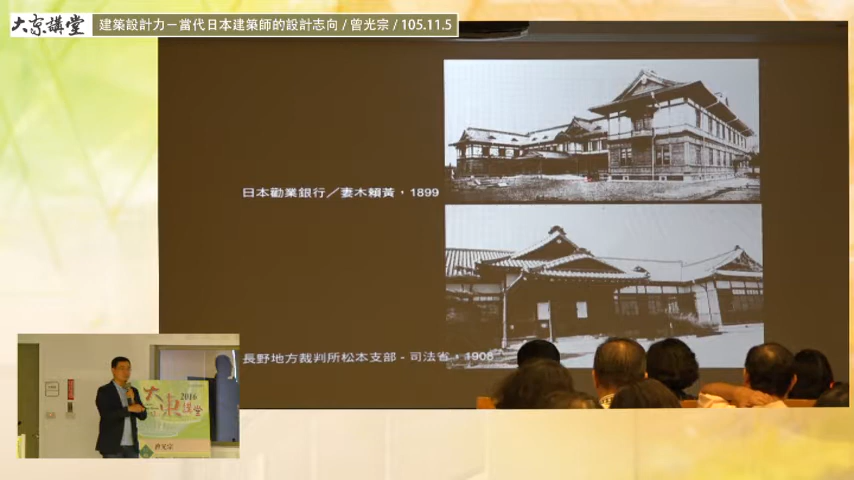 大東講堂
建築設計力－當代日本建築師的設計志向 / 曾光宗 / 105.11.5
日本勸業銀行／妻木賴黃，1899
長野地方裁判所松本支部 - 司法省，1908
大東講堂
2016
曾光宗